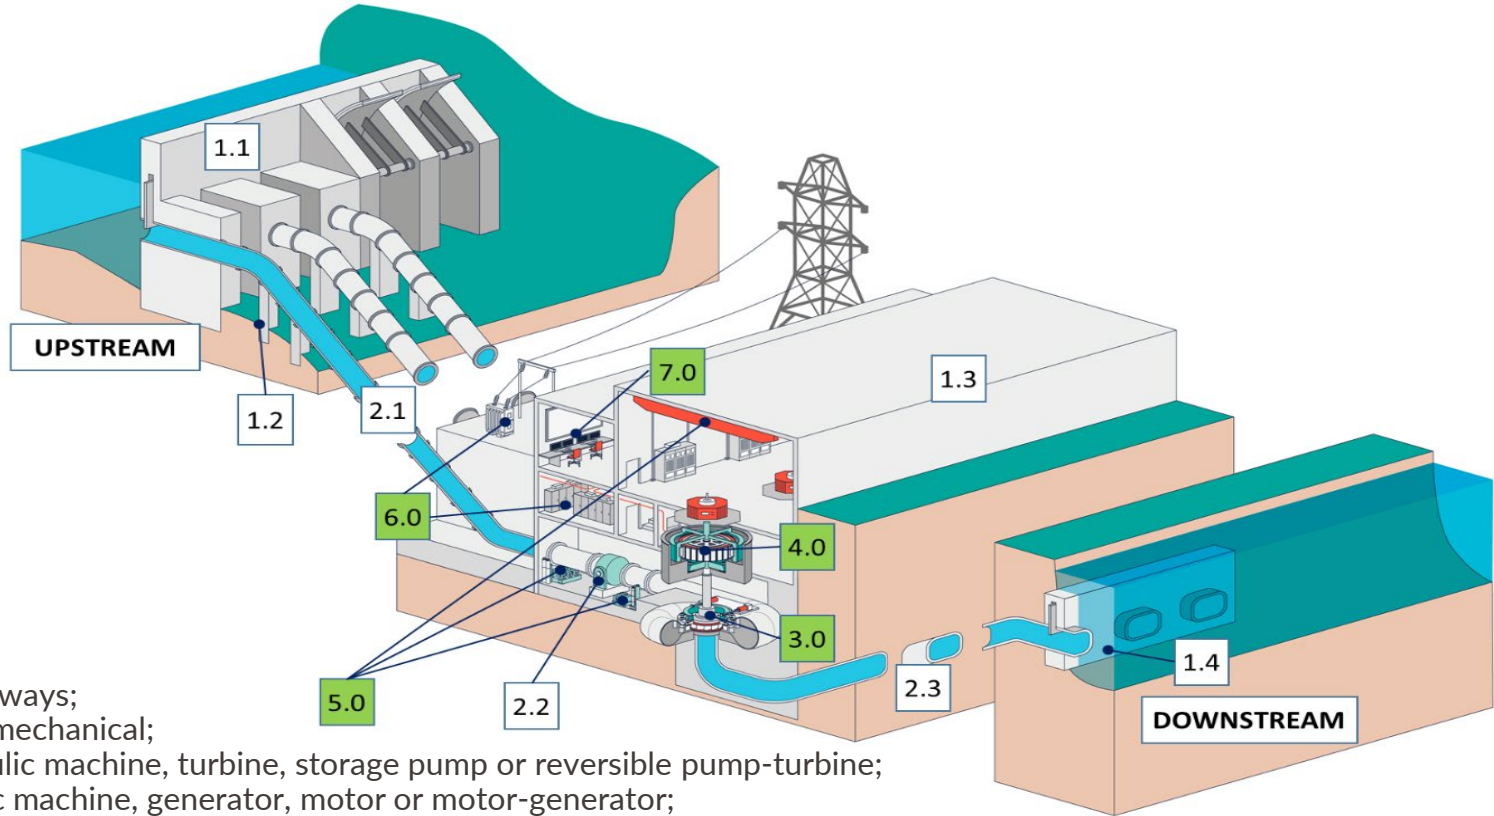 1.1
UPSTREAM
7.0
1.3
1.2
2.1
6.0
4.0
3.0
1.4
2.3
5.0
2.2
DOWNSTREAM
ways;
mechanical;
lic machine, turbine, storage pump or reversible pump-turbine;
c machine, generator, motor or motor-generator;